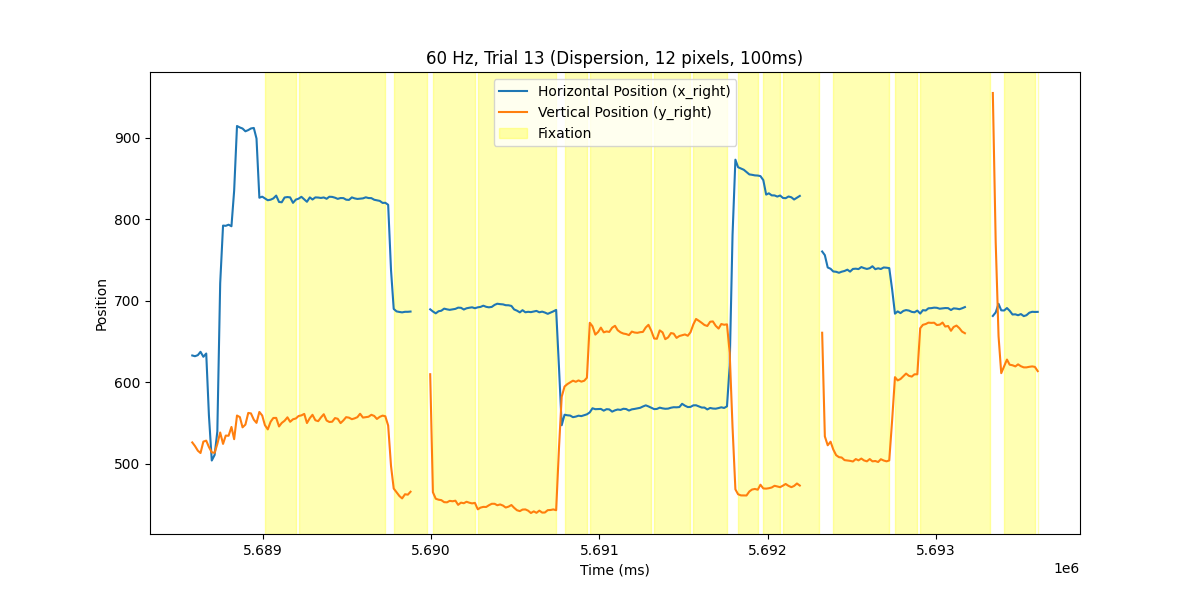 60 Hz, Trial 13 (Dispersion, 12 pixels, 100ms)
Horizontal Position (x_right)
Vertical Position (y_right)
Fixation
900
800
700
600
500
Position
5.689 5.690 5.691 5.692 5.693
Time (ms)
1e6